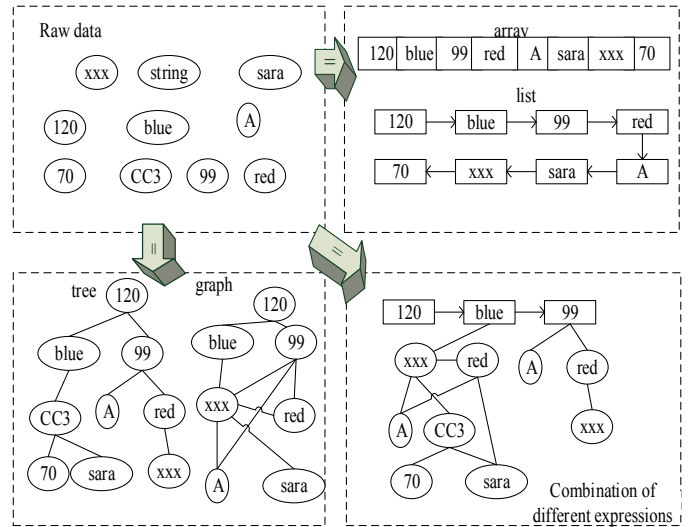 Raw data
xxx string sara
120 blue A
70 CC3 99 red
=
array
120 blue 99 red A sara xxx 70
list
120 blue 99 red
70 xxx sara A
=
=
tree
120
blue 99
CC3 A red
70 sara xxx
graph
120
blue 99
xxx red
A sara
120 blue 99
xxx red A red
A CC3 xxx
70 sara
Combination of
different expressions